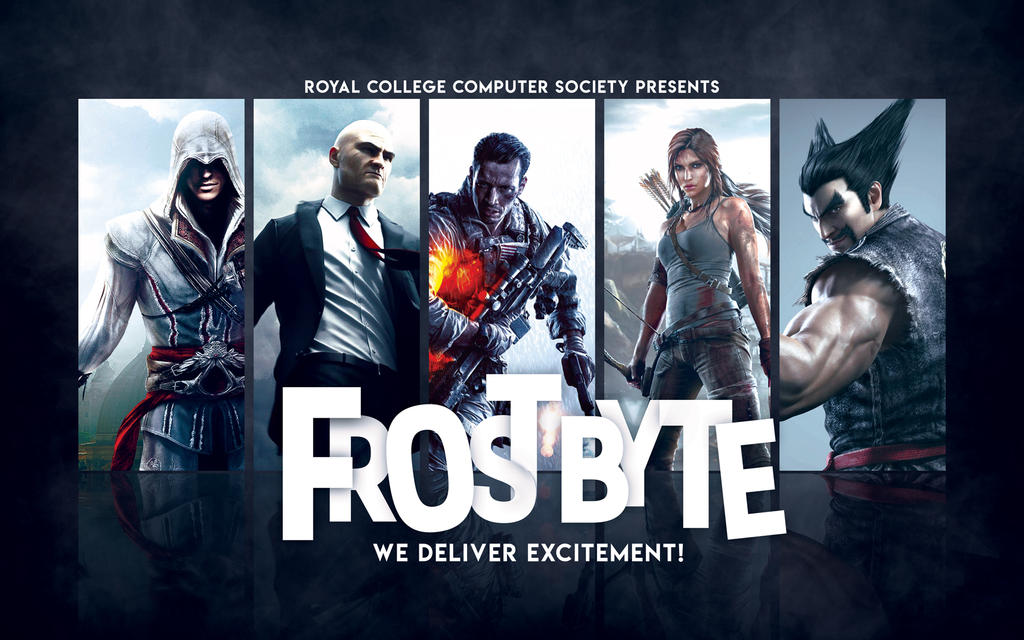 ROYAL COLLEGE COMPUTER SOCIETY PRESENTS
FROSTBYTE
WE DELIVER EXCITEMENT!